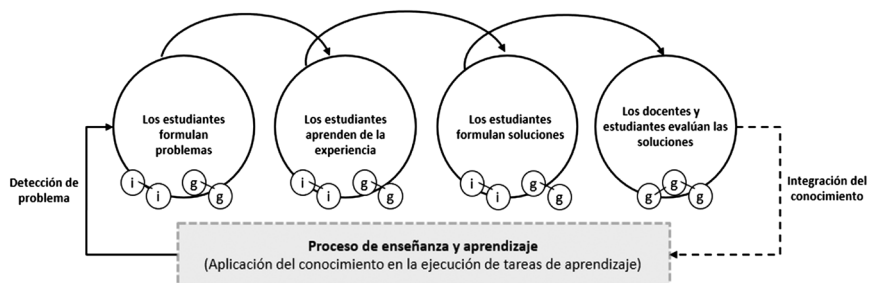 Los estudiantes
formulan
problemas
Los estudiantes
aprenden de la
experiencia
Los estudiantes
formulan soluciones
Los docentes y
estudiantes evalúan las
soluciones
i
i
g
g
i
i
g
g
i
i
g
g
g
g
g
Detección de
problema
Integración del
conocimiento
Proceso de enseñanza y aprendizaje
(Aplicación del conocimiento en la ejecución de tareas de aprendizaje)